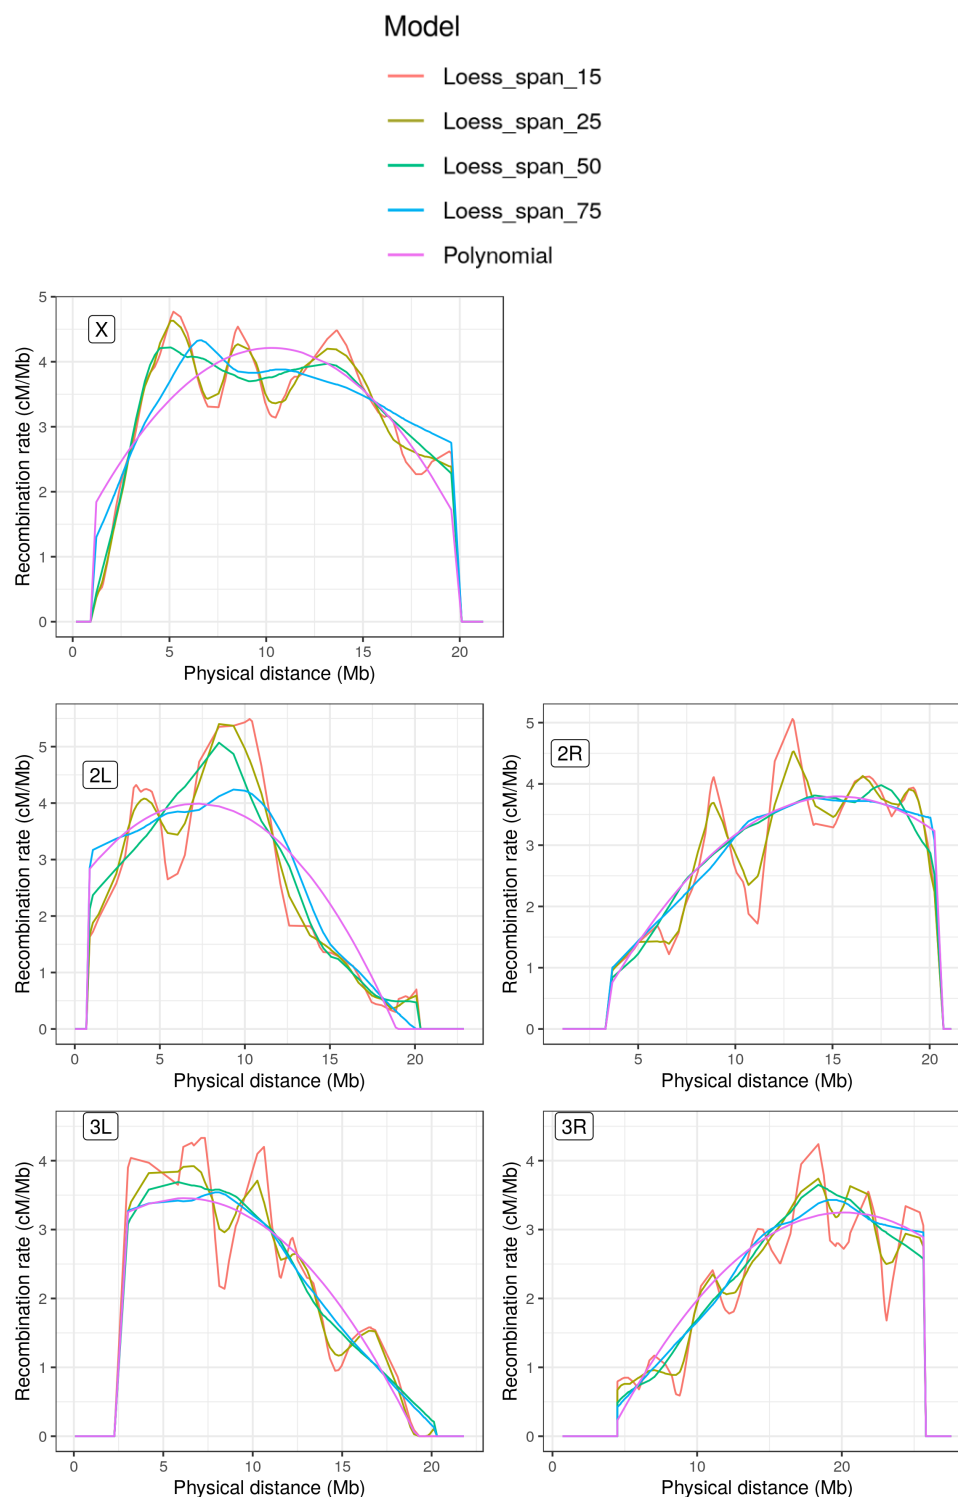 Model
Loess_span_15
Loess_span_25
Loess_span_50
Loess_span_75
Polynomial
X
Recombination rate (cM/Mb)
5
4
3
2
1
0
0 5 10 15 20
Physical distance (Mb)
2L
Recombination rate (cM/Mb)
5
4
3
2
1
0
0 5 10 15 20
Physical distance (Mb)
2R
Recombination rate (cM/Mb)
5
4
3
2
1
0
5 10 15 20
Physical distance (Mb)
3L
Recombination rate (cM/Mb)
4
3
2
1
0
0 5 10 15 20
Physical distance (Mb)
3R
Recombination rate (cM/Mb)
4
3
2
1
0
0 10 20
Physical distance (Mb)